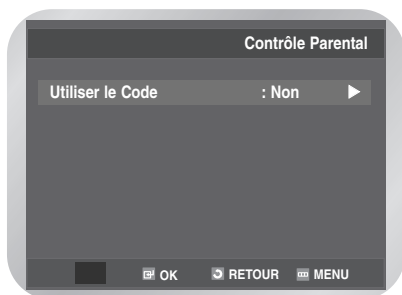 Contrôle Parental
Utiliser le Code : Non ►
OK RETOUR MENU